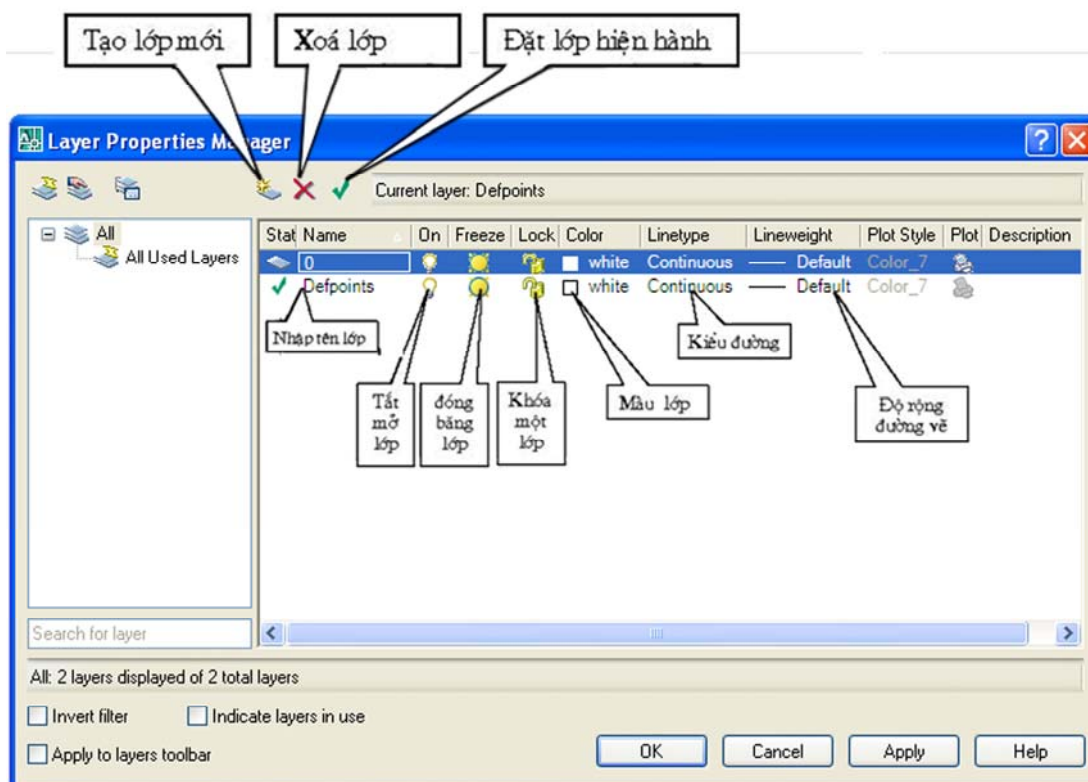 Tạo lớp mới
Xoá lớp
Đặt lớp hiện hành
Layer Properties Manager
Current layer: Defpoints
All
All Used Layers
Stat Name On Freeze Lock Color Linetype Lineweight Plot Style Plot Description
0 white Continuous Default Color_7
Defpoints white Continuous Default Color_7
Nhập tên lớp
Kiểu đường
Tắt
mở
lớp
đóng
băng
lớp
Khóa
một
lớp
Màu lớp
Độ rộng
đường vẽ
Search for layer
All: 2 layers displayed of 2 total layers
Invert filter
Indicate layers in use
Apply to layers toolbar
OK
Cancel
Apply
Help